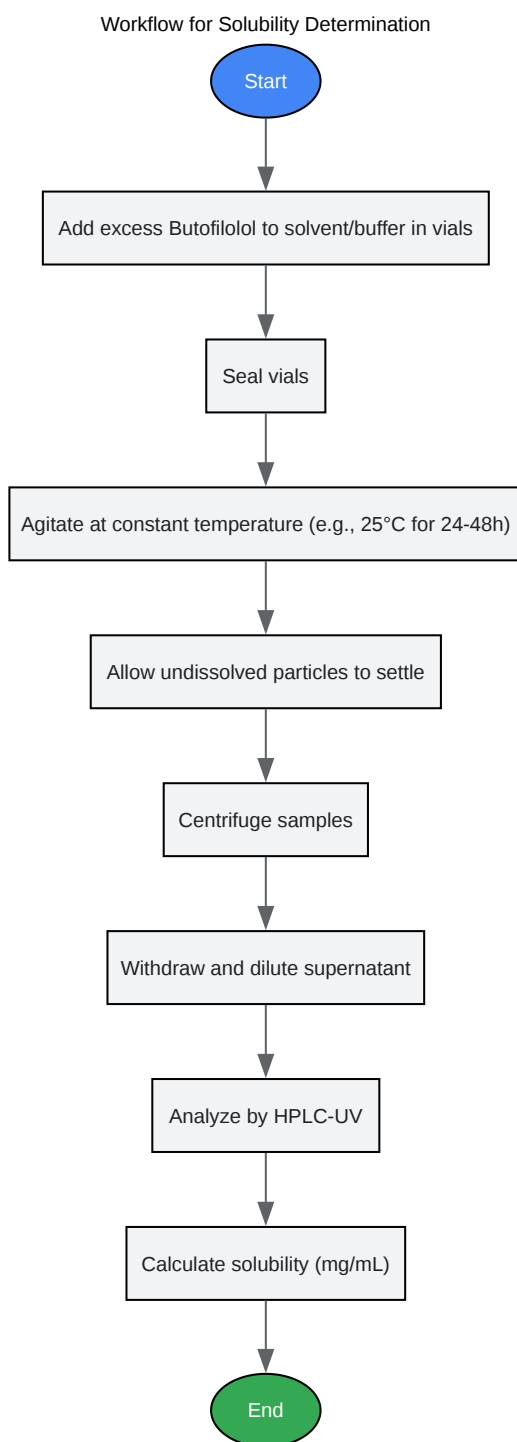 Workflow for Solubility Determination
Start
Add excess Butofilolol to solvent/buffer in vials
Seal vials
Agitate at constant temperature (e.g., 25°C for 24-48h)
Allow undissolved particles to settle
Centrifuge samples
Withdraw and dilute supernatant
Analyze by HPLC-UV
Calculate solubility (mg/mL)
End